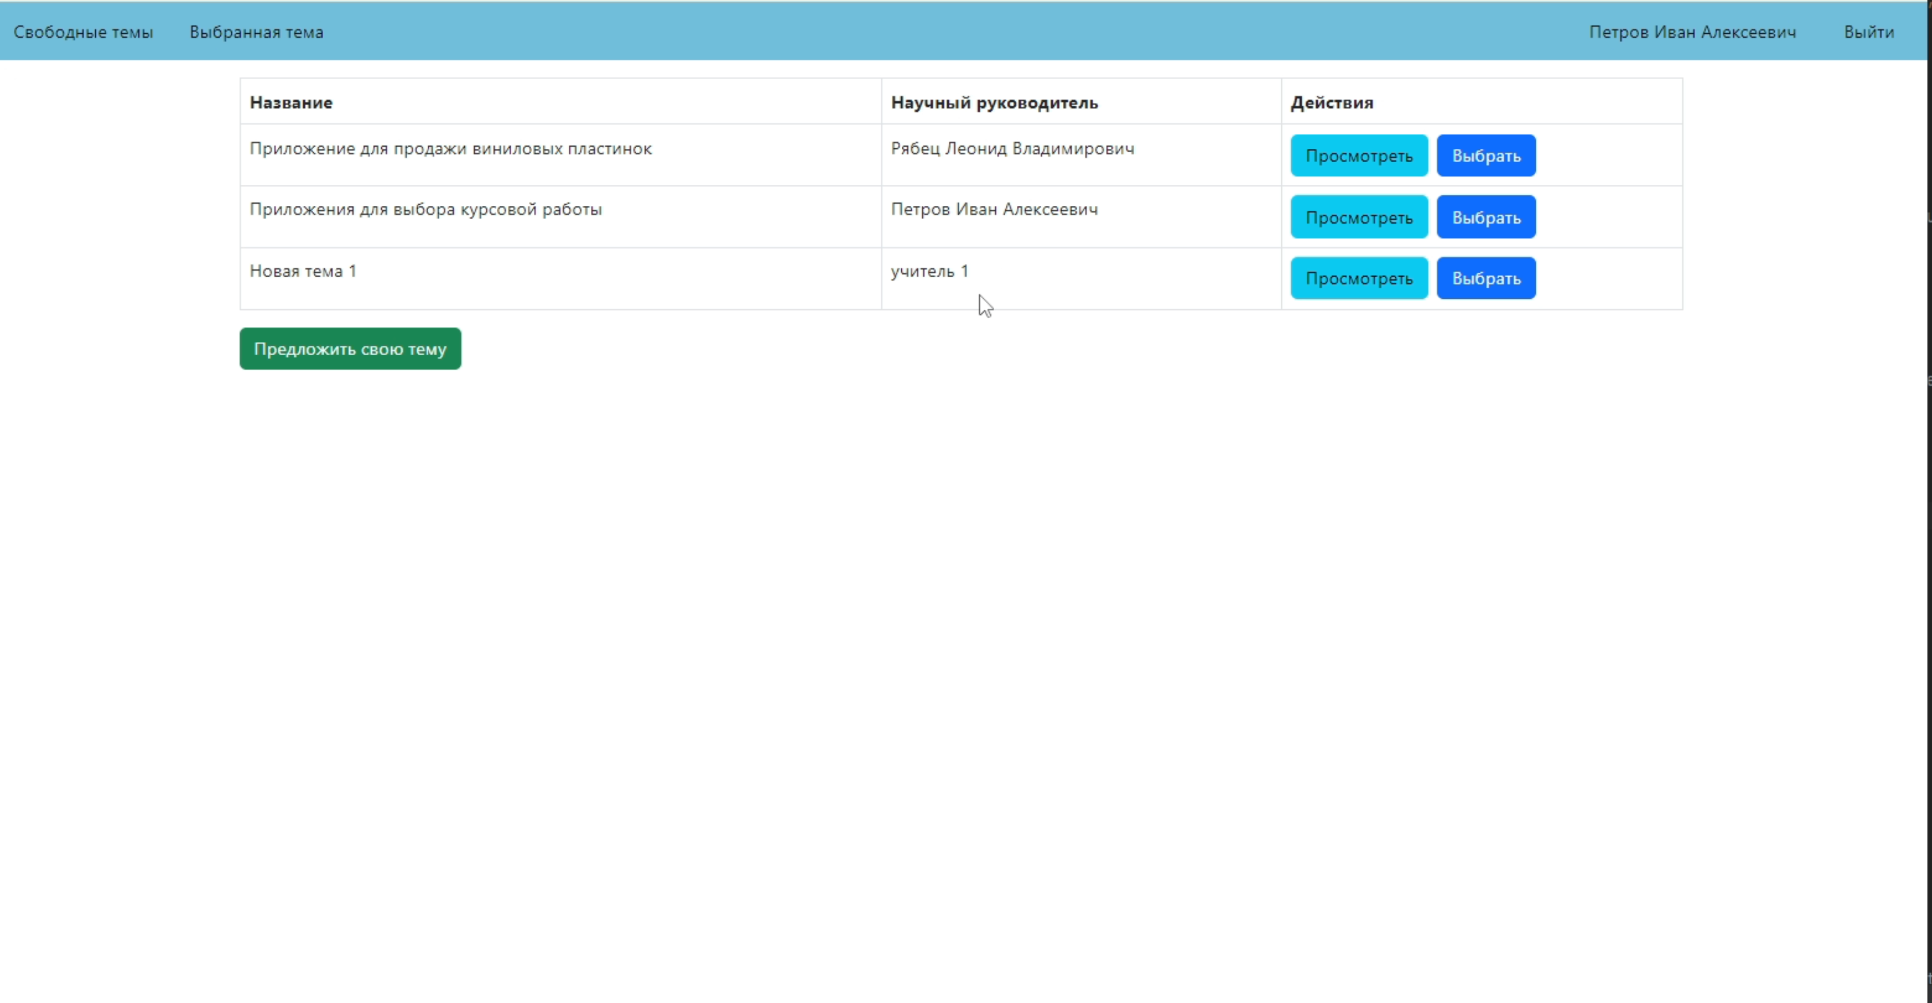 Свободные темы Выбранная тема Петров Иван Алексеевич Выйти
Название Научный руководитель Действия
Приложение для продажи виниловых пластинок Рябец Леонид Владимирович Просмотреть Выбрать
Приложения для выбора курсовой работы Петров Иван Алексеевич Просмотреть Выбрать
Новая тема 1 учитель 1 Просмотреть Выбрать
Предложить свою тему